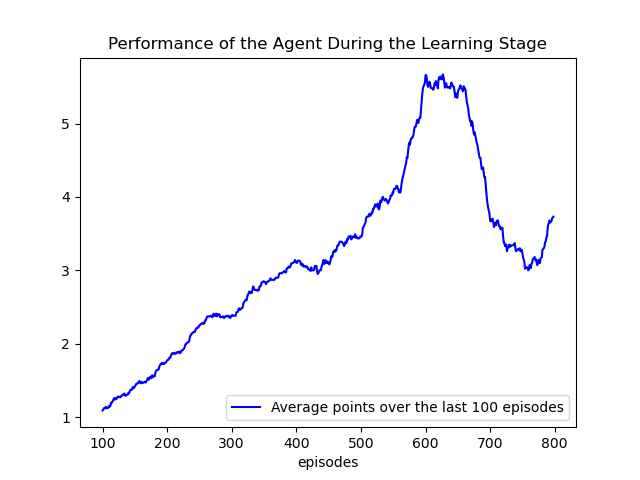 Performance of the Agent During the Learning Stage
5
4
3
2
1
Average points over the last 100 episodes
100 200 300 400 500 600 700 800
episodes